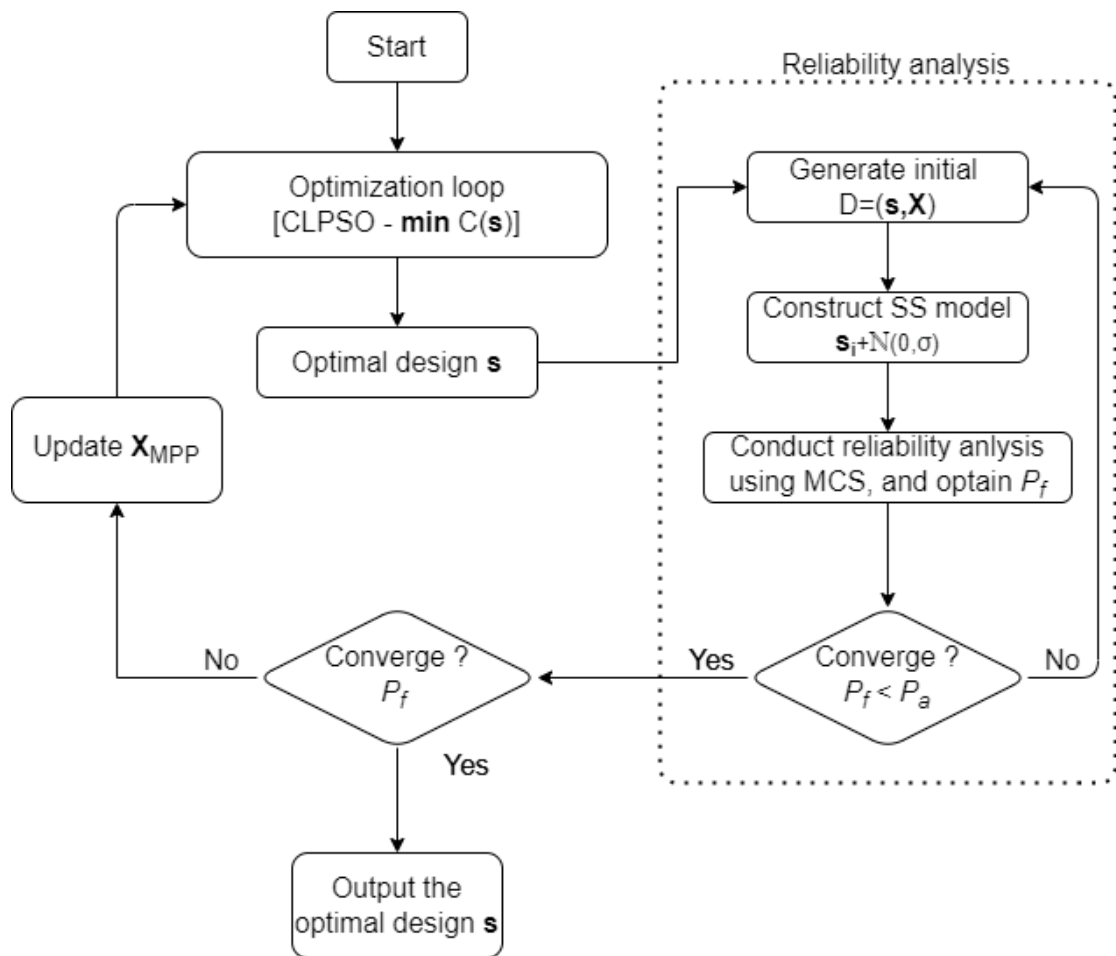 Start
Reliability analysis
Optimization loop
[CLPSO - min C(s)]
Generate initial
D=(s,X)
Optimal design s
Construct SS model
sᵢ+ℕ(0,σ)
Update X_MPP
Conduct reliability anlysis
using MCS, and optain P_f
No
Converge ?
P_f
Yes
Converge ?
P_f < P_a
No
Yes
Output the
optimal design s